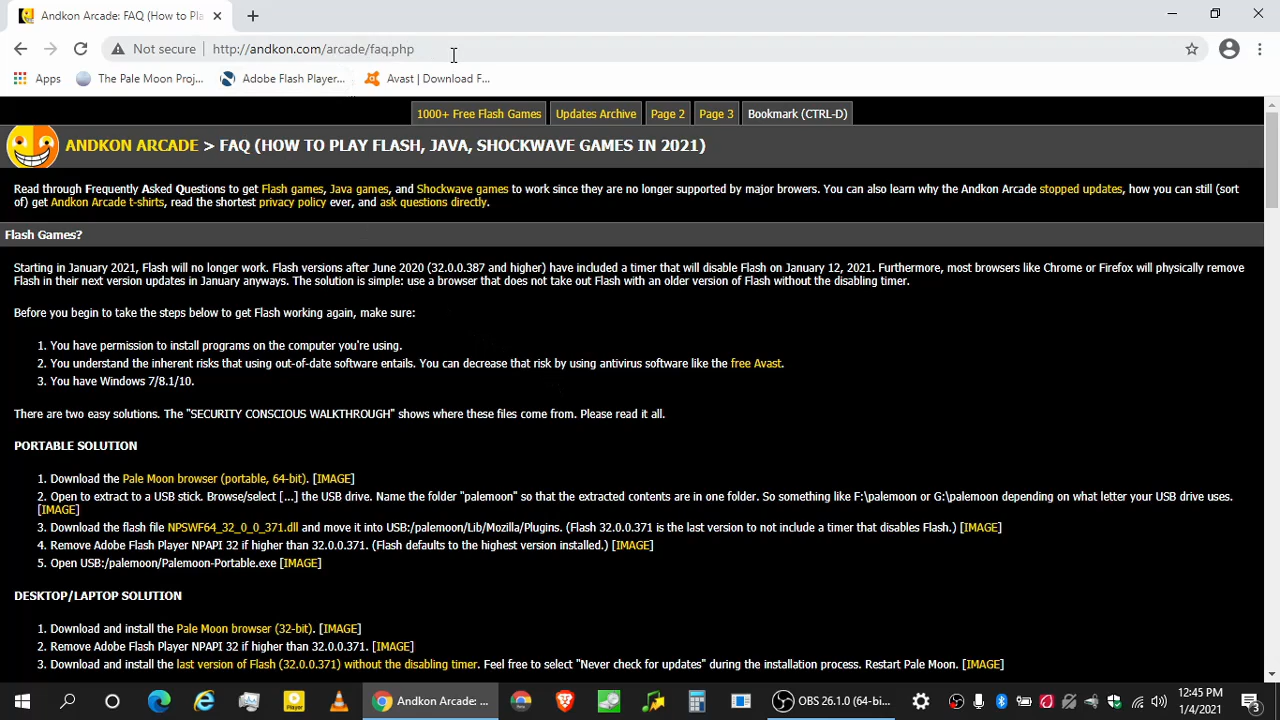 Andkon Arcade: FAQ (How to Pla
Not secure
http://andkon.com/arcade/faq.php
Apps
The Pale Moon Proj...
Adobe Flash Player...
Avast | Download F...
1000+ Free Flash Games
Updates Archive
Page 2
Page 3
Bookmark (CTRL-D)
ANDKON ARCADE > FAQ (HOW TO PLAY FLASH, JAVA, SHOCKWAVE GAMES IN 2021)
Read through Frequently Asked Questions to get Flash games, Java games, and Shockwave games to work since they are no longer supported by major browsers. You can also learn why the Andkon Arcade stopped updates, how you can still (sort
of) get Andkon Arcade t-shirts, read the shortest privacy policy ever, and ask questions directly.
Flash Games?
Starting in January 2021, Flash will no longer work. Flash versions after June 2020 (32.0.0.387 and higher) have included a timer that will disable Flash on January 12, 2021. Furthermore, most browsers like Chrome or Firefox will physically remove
Flash in their next version updates in January anyways. The solution is simple: use a browser that does not take out Flash with an older version of Flash without the disabling timer.
Before you begin to take the steps below to get Flash working again, make sure:
1. You have permission to install programs on the computer you're using.
2. You understand the inherent risks that using out-of-date software entails. You can decrease that risk by using antivirus software like the free Avast.
3. You have Windows 7/8.1/10.
There are two easy solutions. The "SECURITY CONSCIOUS WALKTHROUGH" shows where these files come from. Please read it all.
PORTABLE SOLUTION
1. Download the Pale Moon browser (portable, 64-bit). [IMAGE]
2. Open to extract to a USB stick. Browse/select [...] the USB drive. Name the folder "palemoon" so that the extracted contents are in one folder. So something like F:\palemoon or G:\palemoon depending on what letter your USB drive uses.
[IMAGE]
3. Download the flash file NPSWF64_32_0_0_371.dll and move it into USB:/palemoon/Lib/Mozilla/Plugins. (Flash 32.0.0.371 is the last version to not include a timer that disables Flash.) [IMAGE]
4. Remove Adobe Flash Player NPAPI 32 if higher than 32.0.0.371. (Flash defaults to the highest version installed.) [IMAGE]
5. Open USB:/palemoon/Palemoon-Portable.exe [IMAGE]
DESKTOP/LAPTOP SOLUTION
1. Download and install the Pale Moon browser (32-bit). [IMAGE]
2. Remove Adobe Flash Player NPAPI 32 if higher than 32.0.0.371. [IMAGE]
3. Download and install the last version of Flash (32.0.0.371) without the disabling timer. Feel free to select "Never check for updates" during the installation process. Restart Pale Moon. [IMAGE]
Player
Andkon Arcade: ...
OBS 26.1.0 (64-bi...
12:45 PM
1/4/2021
3